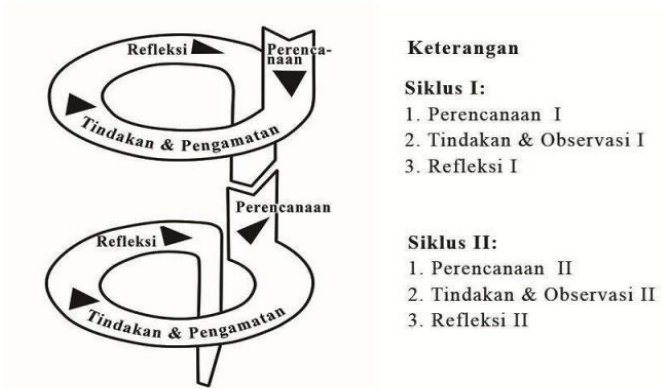 Refleksi
Perenca-
naan
Tindakan & Pengamatan
Perencanaan
Refleksi
Tindakan & Pengamatan
Keterangan
Siklus I:
1. Perencanaan I
2. Tindakan & Observasi I
3. Refleksi I
Siklus II:
1. Perencanaan II
2. Tindakan & Observasi II
3. Refleksi II